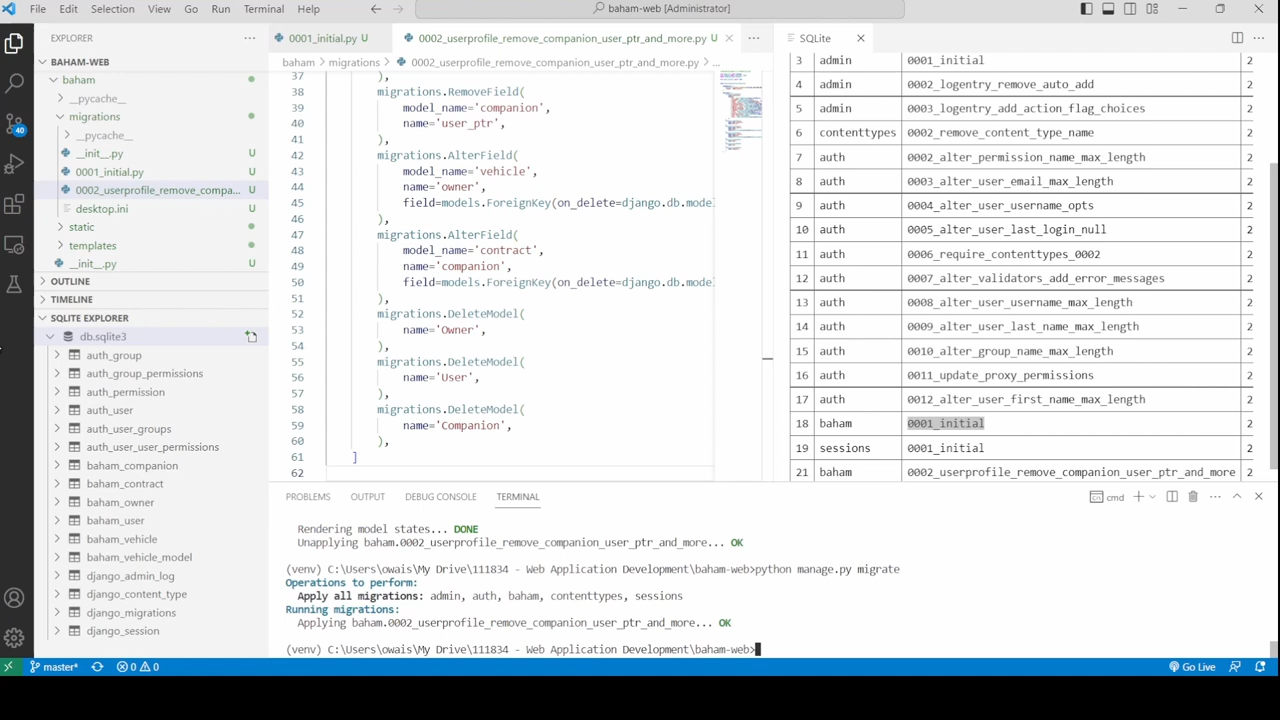 File Edit Selection View Go Run Terminal Help
baham-web [Administrator]
EXPLORER
BAHAM-WEB
baham
__pycache__
migrations
__pycache__
__init__.py U
0001_initial.py U
0002_userprofile_remove_compa... U
desktop.ini U
static
templates
__init__.py U
OUTLINE
TIMELINE
SQLITE EXPLORER
db.sqlite3
auth_group
auth_group_permissions
auth_permission
auth_user
auth_user_groups
auth_user_user_permissions
baham_companion
baham_contract
baham_owner
baham_user
baham_vehicle
baham_vehicle_model
django_admin_log
django_content_type
django_migrations
django_session
40
0001_initial.py U
0002_userprofile_remove_companion_user_ptr_and_more.py U
baham > migrations > 0002_userprofile_remove_companion_user_ptr_and_more.py > ...
37 ),
38 migrations.RemoveField(
39 model_name='companion',
40 name='user_ptr',
41 ),
42 migrations.AlterField(
43 model_name='vehicle',
44 name='owner',
45 field=models.ForeignKey(on_delete=django.db.model
46 ),
47 migrations.AlterField(
48 model_name='contract',
49 name='companion',
50 field=models.ForeignKey(on_delete=django.db.model
51 ),
52 migrations.DeleteModel(
53 name='Owner',
54 ),
55 migrations.DeleteModel(
56 name='User',
57 ),
58 migrations.DeleteModel(
59 name='Companion',
60 ),
61 ]
62
SQLite
3 admin 0001_initial 2
4 admin 0002_logentry_remove_auto_add 2
5 admin 0003_logentry_add_action_flag_choices 2
6 contenttypes 0002_remove_content_type_name 2
7 auth 0002_alter_permission_name_max_length 2
8 auth 0003_alter_user_email_max_length 2
9 auth 0004_alter_user_username_opts 2
10 auth 0005_alter_user_last_login_null 2
11 auth 0006_require_contenttypes_0002 2
12 auth 0007_alter_validators_add_error_messages 2
13 auth 0008_alter_user_username_max_length 2
14 auth 0009_alter_user_last_name_max_length 2
15 auth 0010_alter_group_name_max_length 2
16 auth 0011_update_proxy_permissions 2
17 auth 0012_alter_user_first_name_max_length 2
18 baham 0001_initial 2
19 sessions 0001_initial 2
21 baham 0002_userprofile_remove_companion_user_ptr_and_more 2
PROBLEMS OUTPUT DEBUG CONSOLE TERMINAL
cmd
Rendering model states... DONE
Unapplying baham.0002_userprofile_remove_companion_user_ptr_and_more... OK
(venv) C:\Users\owais\My Drive\111834 - Web Application Development\baham-web>python manage.py migrate
Operations to perform:
Apply all migrations: admin, auth, baham, contenttypes, sessions
Running migrations:
Applying baham.0002_userprofile_remove_companion_user_ptr_and_more... OK
(venv) C:\Users\owais\My Drive\111834 - Web Application Development\baham-web>
master* 0 0
Go Live